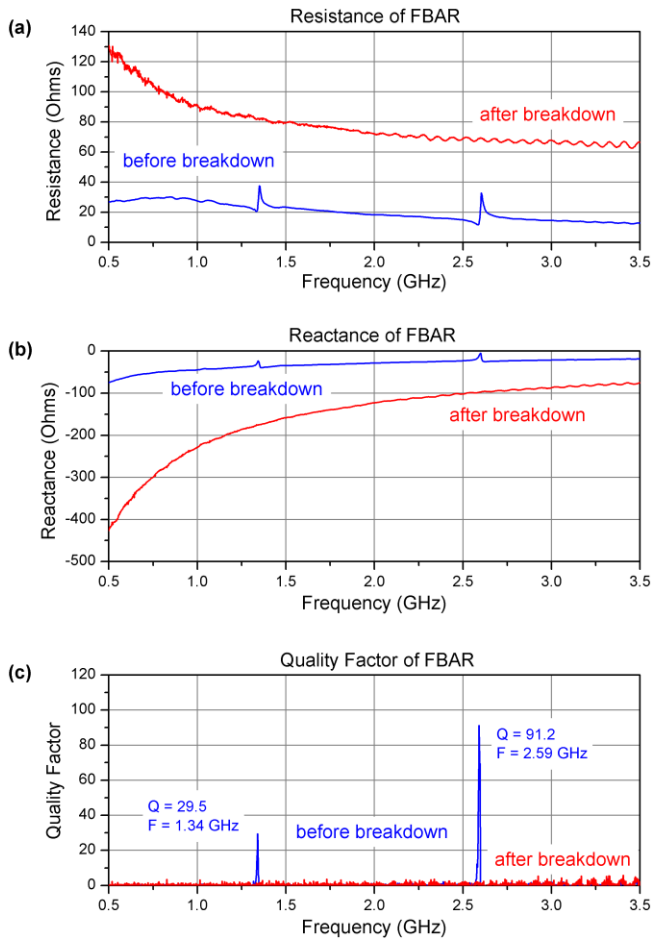 (a)
Resistance of FBAR
140
120
100
80
60
40
20
0
Resistance (Ohms)
after breakdown
before breakdown
0.5
1.0
1.5
2.0
2.5
3.0
3.5
Frequency (GHz)
(b)
Reactance of FBAR
0
-100
-200
-300
-400
-500
Reactance (Ohms)
before breakdown
after breakdown
0.5
1.0
1.5
2.0
2.5
3.0
3.5
Frequency (GHz)
(c)
Quality Factor of FBAR
120
100
80
60
40
20
0
Quality Factor
Q = 91.2
F = 2.59 GHz
Q = 29.5
F = 1.34 GHz
before breakdown
after breakdown
0.5
1.0
1.5
2.0
2.5
3.0
3.5
Frequency (GHz)